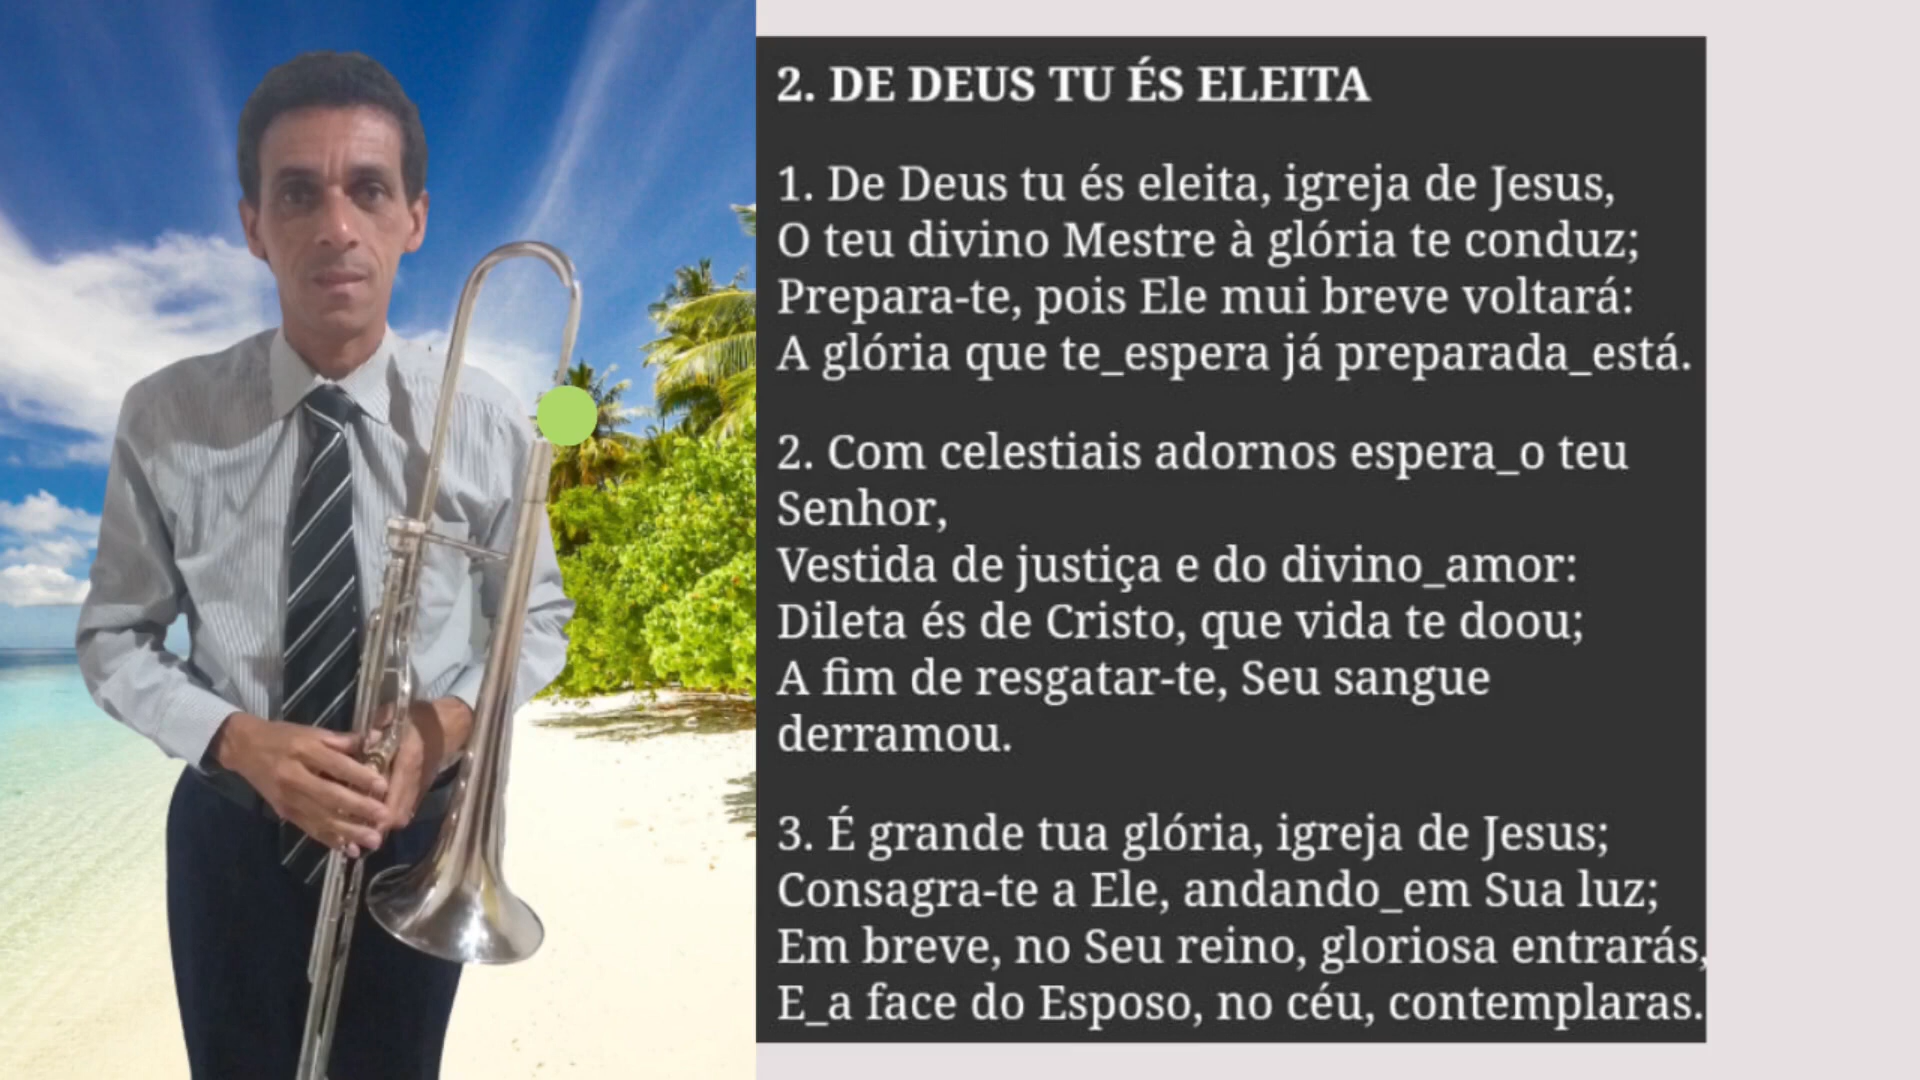 2. DE DEUS TU ÉS ELEITA
1. De Deus tu és eleita, igreja de Jesus,
O teu divino Mestre à glória te conduz;
Prepara-te, pois Ele mui breve voltará:
A glória que te_espera já preparada_está.
2. Com celestiais adornos espera_o teu
Senhor,
Vestida de justiça e do divino_amor:
Dileta és de Cristo, que vida te doou;
A fim de resgatar-te, Seu sangue
derramou.
3. É grande tua glória, igreja de Jesus;
Consagra-te a Ele, andando_em Sua luz;
Em breve, no Seu reino, gloriosa entrarás,
E_a face do Esposo, no céu, contemplaras.